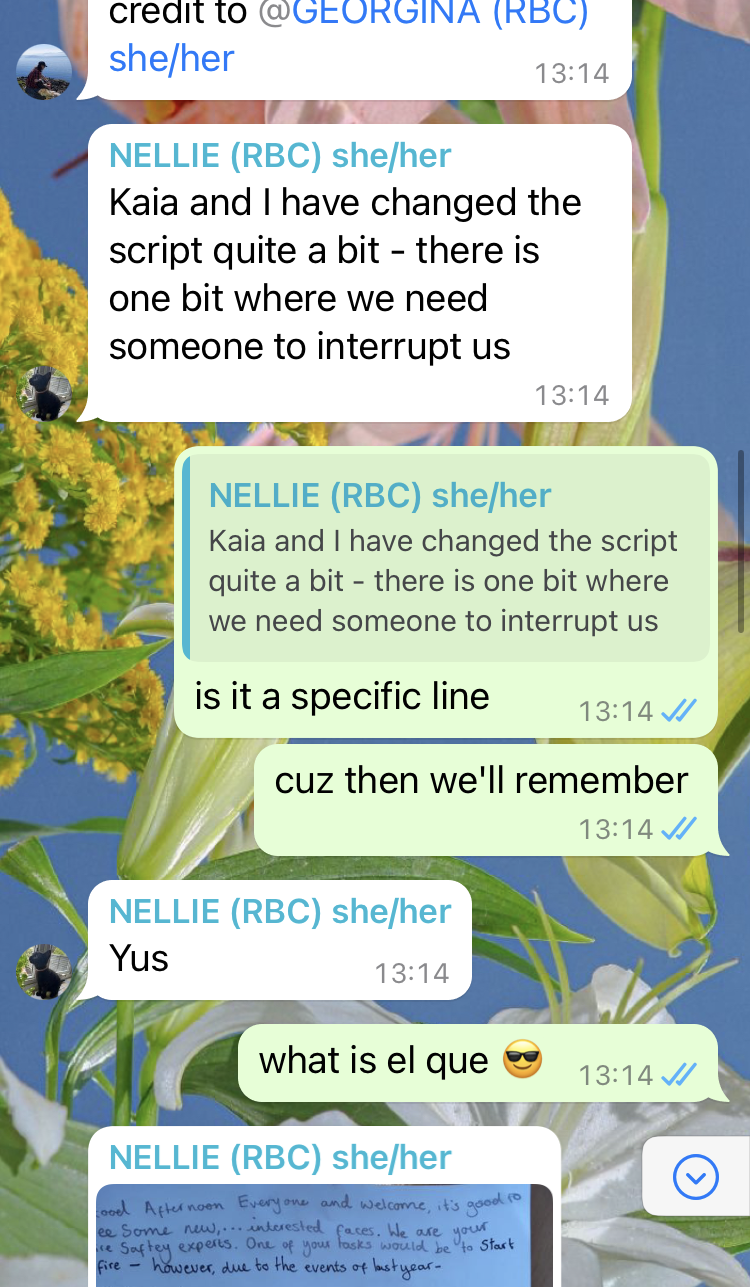 credit to @GEORGINA (RBC)
she/her
13:14
NELLIE (RBC) she/her
Kaia and I have changed the
script quite a bit - there is
one bit where we need
someone to interrupt us
13:14
NELLIE (RBC) she/her
Kaia and I have changed the script
quite a bit - there is one bit where
we need someone to interrupt us
is it a specific line
13:14
cuz then we'll remember
13:14
NELLIE (RBC) she/her
Yus
13:14
what is el que 😎
13:14
NELLIE (RBC) she/her
ood Afternoon Everyone and welcome, it's good to
ee Some new,... interested faces. We are your
re Saftey experts. One of your tasks would be to Start
fire – however, due to the events of last year-